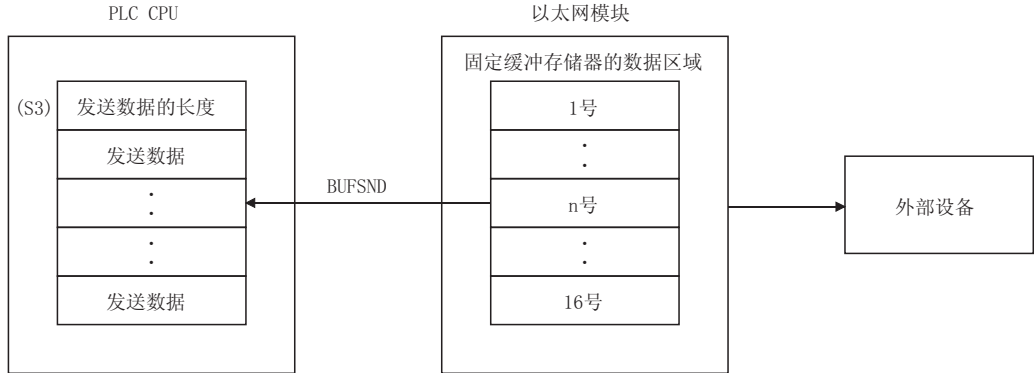 PLC CPU
以太网模块
固定缓冲存储器的数据区域
(S3)
发送数据的长度
发送数据
:
:
发送数据
BUFSND
1号
:
n号
:
16号
外部设备